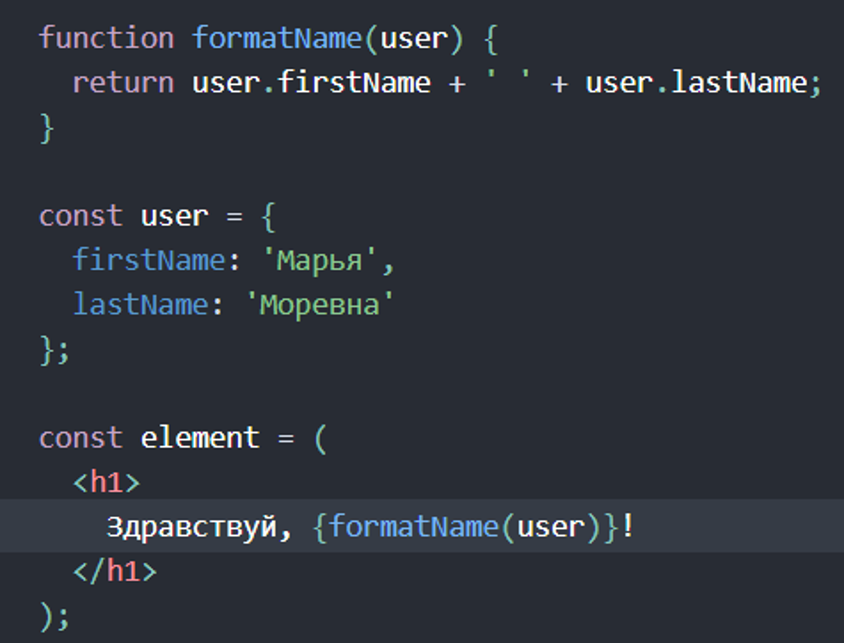 function formatName(user) {
  return user.firstName + ' ' + user.lastName;
}

const user = {
  firstName: 'Марья',
  lastName: 'Моревна'
};

const element = (
  <h1>
    Здравствуй, {formatName(user)}!
  </h1>
);